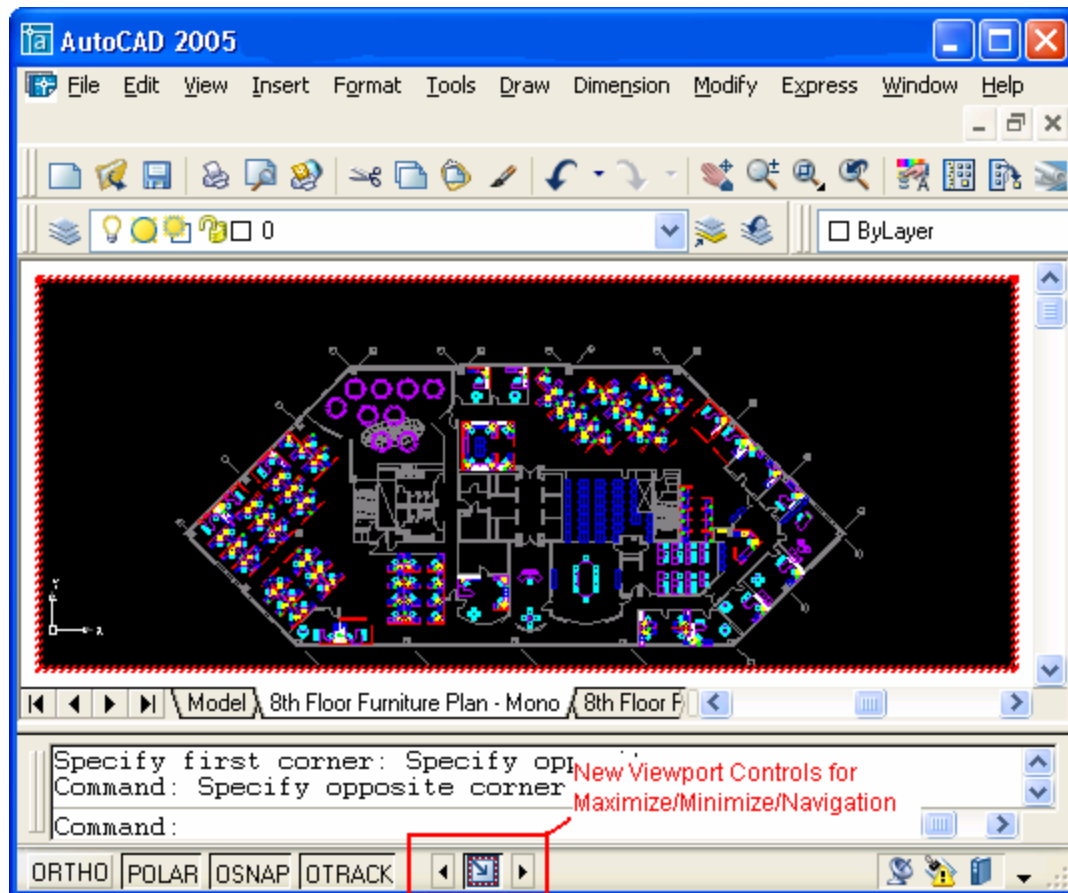 AutoCAD 2005
File Edit View Insert Format Tools Draw Dimension Modify Express Window Help
0 ByLayer
Y
X
Model 8th Floor Furniture Plan - Mono 8th Floor F
Specify first corner: Specify opp
Command: Specify opposite corner
New Viewport Controls for
Maximize/Minimize/Navigation
Command:
ORTHO POLAR OSNAP OTRACK